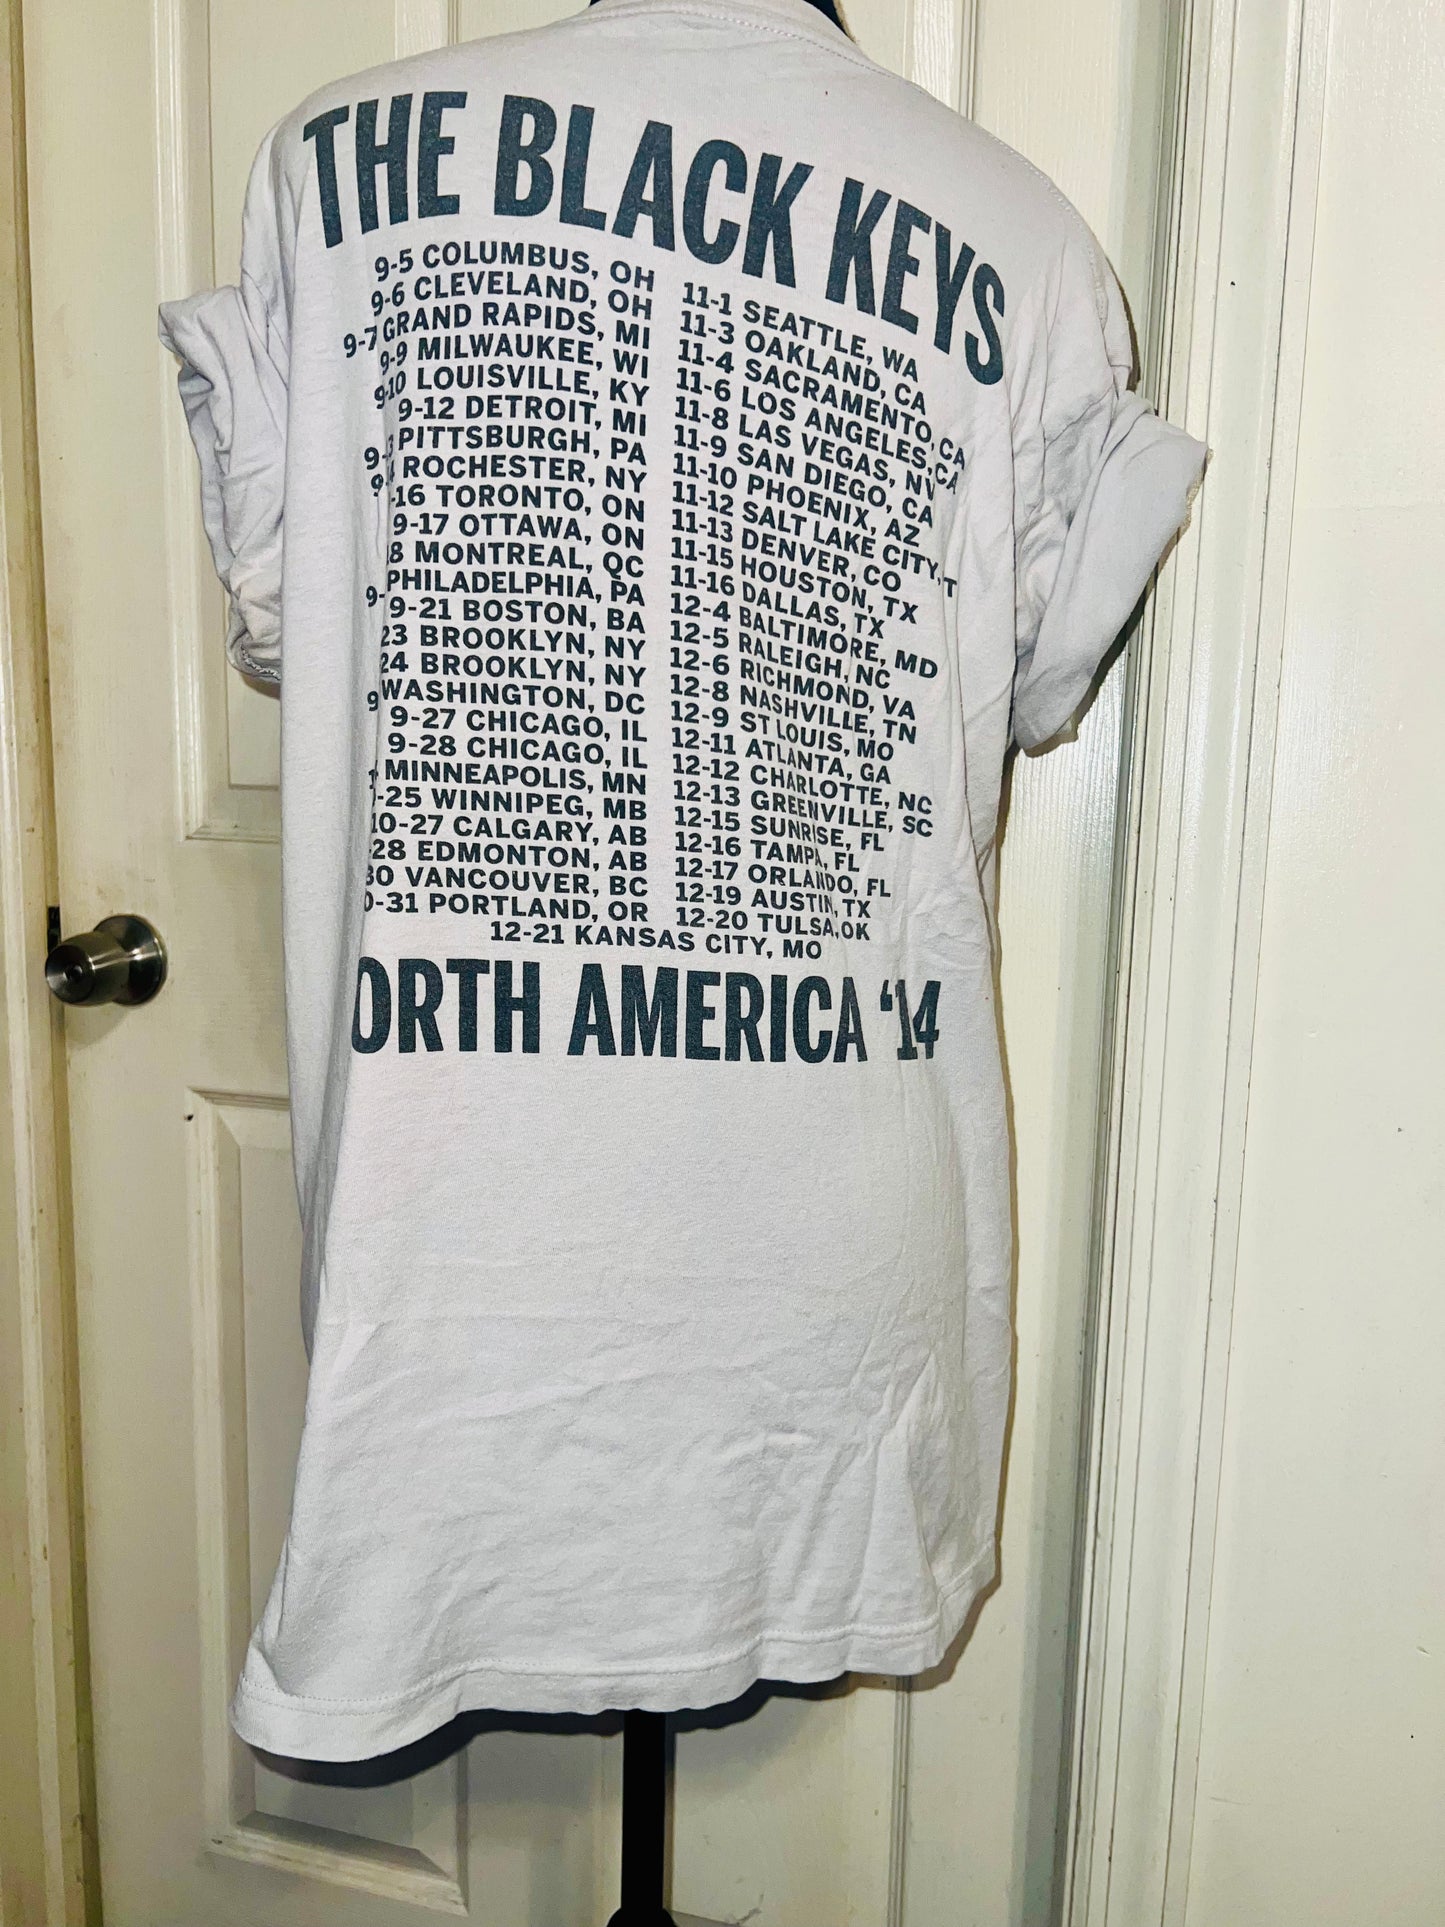 THE BLACK KEYS
9-5 COLUMBUS, OH
9-6 CLEVELAND, OH
9-7 GRAND RAPIDS, MI
9-9 MILWAUKEE, WI
9-10 LOUISVILLE, KY
9-12 DETROIT, MI
PITTSBURGH, PA
ROCHESTER, NY
-16 TORONTO, ON
9-17 OTTAWA, ON
8 MONTREAL, QC
9- PHILADELPHIA, PA
9-21 BOSTON, BA
23 BROOKLYN, NY
24 BROOKLYN, NY
9 WASHINGTON, DC
9-27 CHICAGO, IL
9-28 CHICAGO, IL
MINNEAPOLIS, MN
-25 WINNIPEG, MB
10-27 CALGARY, AB
-28 EDMONTON, AB
30 VANCOUVER, BC
0-31 PORTLAND, OR
11-1 SEATTLE, WA
11-3 OAKLAND, CA
11-4 SACRAMENTO, CA
11-6 LOS ANGELES, CA
11-8 LAS VEGAS, NV
11-9 SAN DIEGO, CA
11-10 PHOENIX, AZ
11-12 SALT LAKE CITY, T
11-13 DENVER, CO
11-15 HOUSTON, TX
11-16 DALLAS, TX
12-4 BALTIMORE, MD
12-5 RALEIGH, NC
12-6 RICHMOND, VA
12-8 NASHVILLE, TN
12-9 ST LOUIS, MO
12-11 ATLANTA, GA
12-12 CHARLOTTE, NC
12-13 GREENVILLE, SC
12-15 SUNRISE, FL
12-16 TAMPA, FL
12-17 ORLANDO, FL
12-19 AUSTIN, TX
12-20 TULSA, OK
12-21 KANSAS CITY, MO
ORTH AMERICA '14